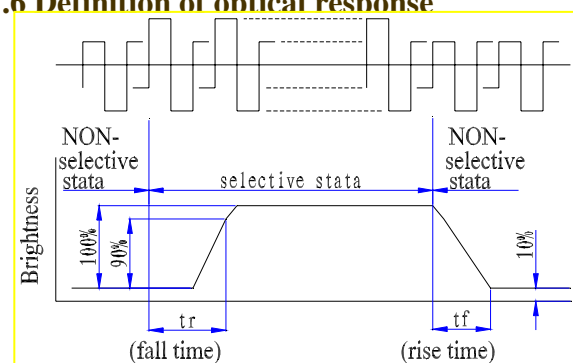 .6 Definition of optical response
NON-
selective
stata
selective stata
NON-
selective
stata
Brightness
100%
90%
10%
tr
(fall time)
tf
(rise time)